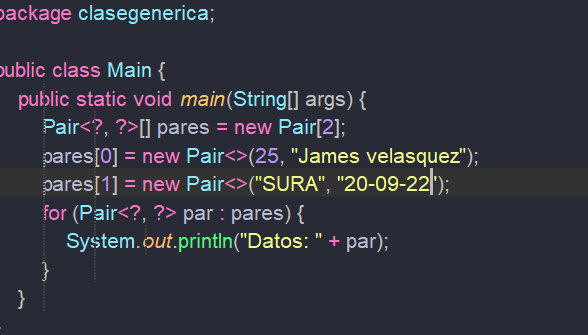 package clasegenerica;
public class Main {
public static void main(String[] args) {
Pair<?, ?>[] pares = new Pair[2];
pares[0] = new Pair<>(25, "James velasquez");
pares[1] = new Pair<>("SURA", "20-09-22");
for (Pair<?, ?> par : pares) {
System.out.println("Datos: " + par);
}
}